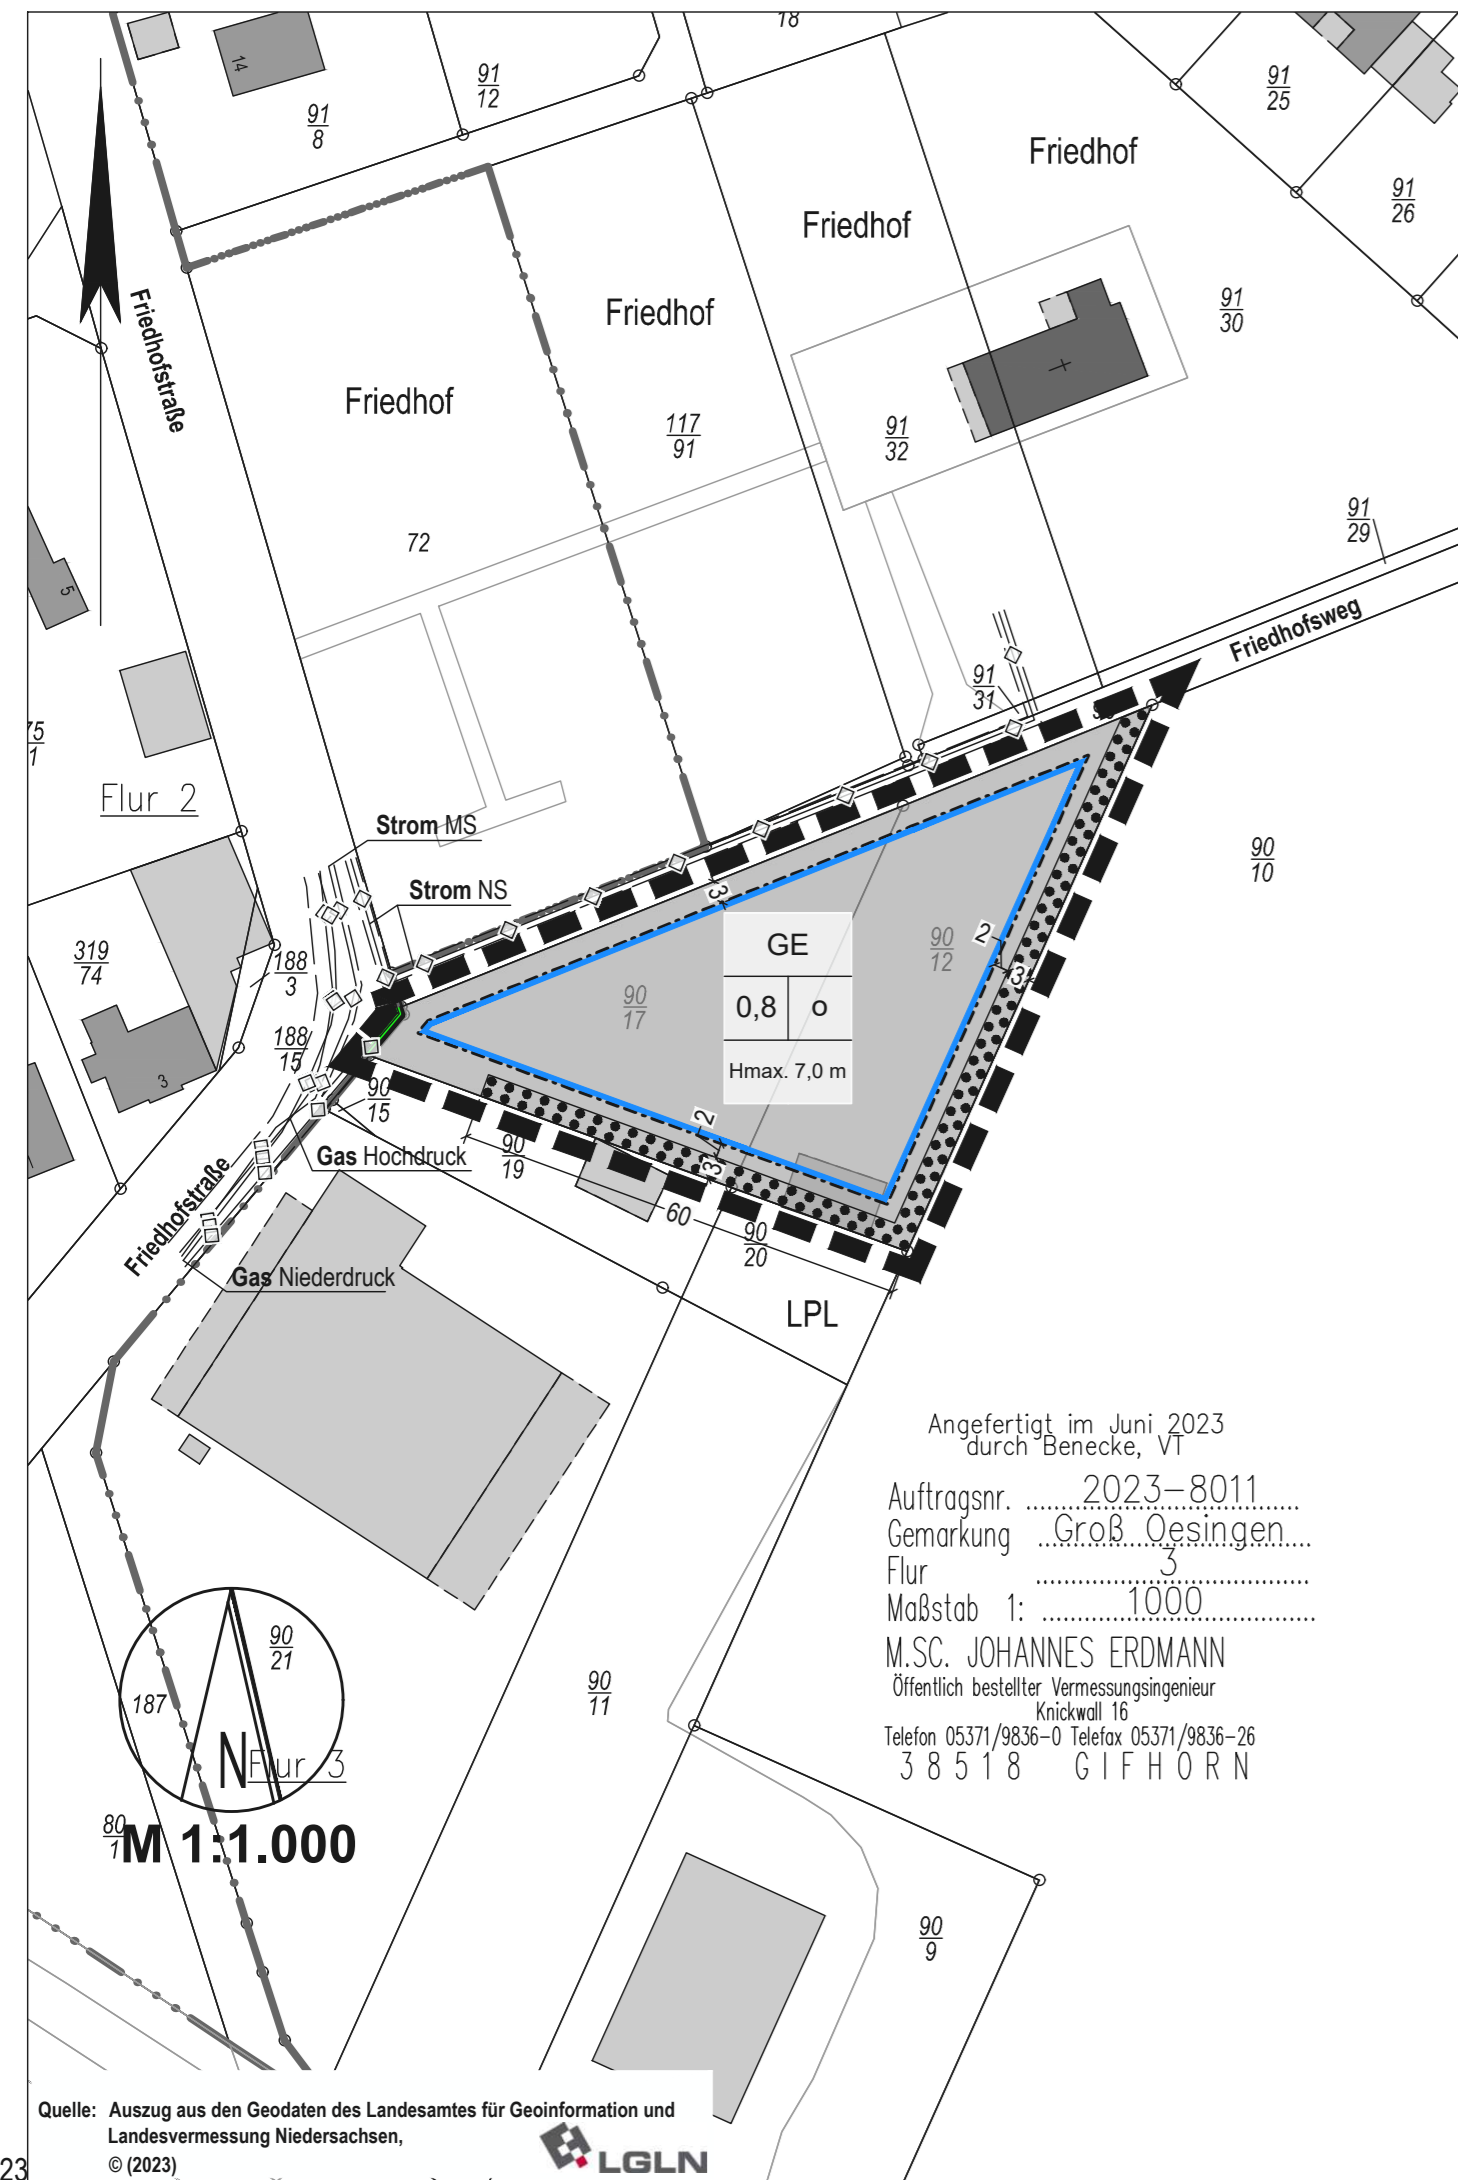 18
14
91
12
91
8
91
25
91
26
Friedhof
Friedhof
Friedhof
Friedhof
Friedhofstraße
91
30
117
91
91
32
91
29
72
5
Friedhofsweg
91
31
75
1
Flur 2
Strom MS
Strom NS
90
10
3
GE
0,8
o
Hmax. 7,0 m
90
12
2
3
90
17
319
74
188
3
188
15
3
90
15
Gas Hochdruck
90
19
2
3
60
90
20
Friedhofstraße
Gas Niederdruck
LPL
Angefertigt im Juni 2023
durch Benecke, VT
Auftragsnr. 2023-8011
Gemarkung Groß Oesingen
Flur 3
Maßstab 1: 1000
M.SC. JOHANNES ERDMANN
Öffentlich bestellter Vermessungsingenieur
Knickwall 16
Telefon 05371/9836-0 Telefax 05371/9836-26
38518 GIFHORN
90
21
187
90
11
N
Flur 3
80
1
M 1:1.000
90
9
Quelle: Auszug aus den Geodaten des Landesamtes für Geoinformation und
Landesvermessung Niedersachsen,
© (2023)
LGLN
23